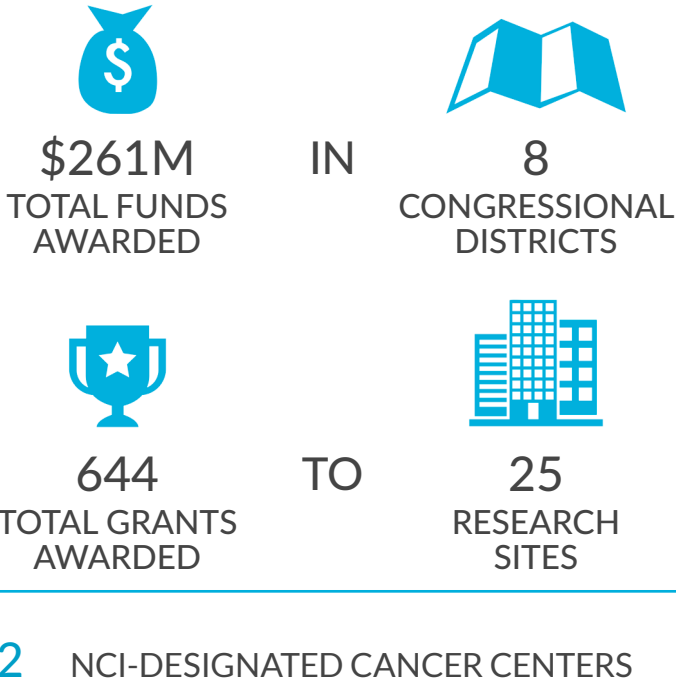 $
$261M IN 8
TOTAL FUNDS CONGRESSIONAL
AWARDED DISTRICTS
644 TO 25
TOTAL GRANTS RESEARCH
AWARDED SITES
2 NCI-DESIGNATED CANCER CENTERS